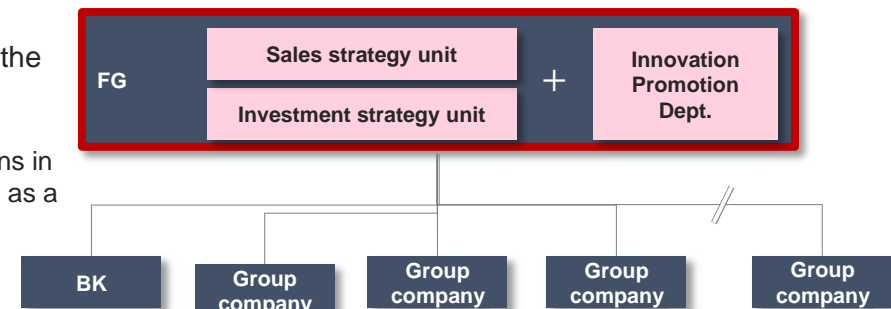 the
ns in
as a
FG
Sales strategy unit
Investment strategy unit
+
Innovation
Promotion
Dept.
BK
Group
company
Group
company
Group
company
Group
company